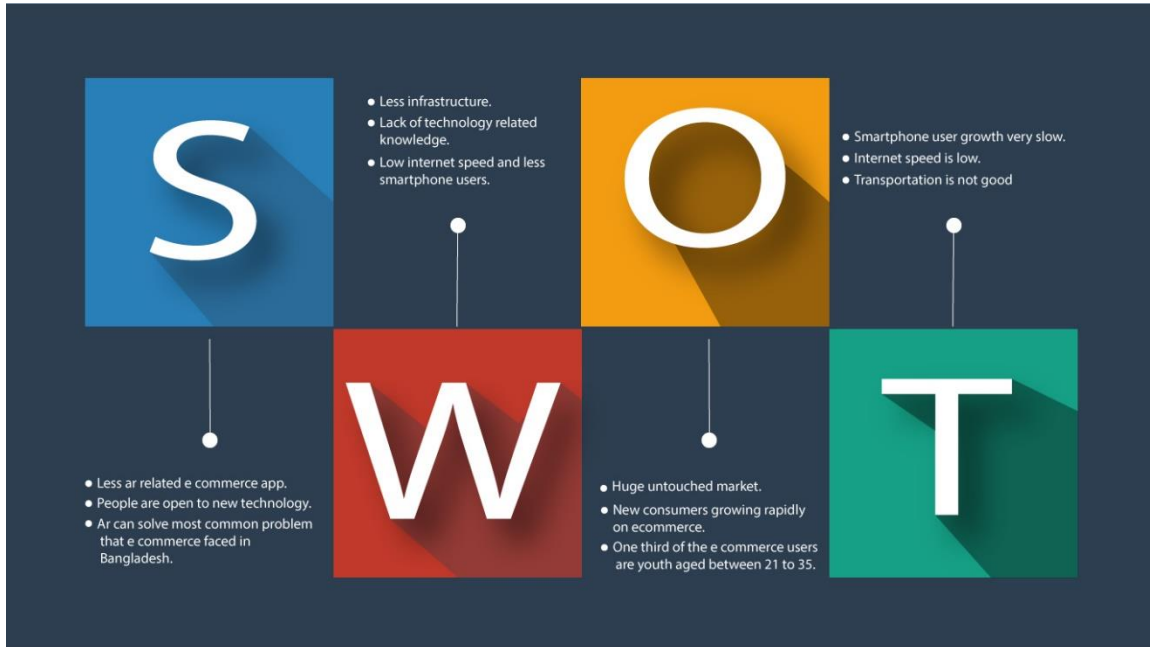 S
● Less ar related e commerce app.
● People are open to new technology.
● Ar can solve most common problem
that e commerce faced in
Bangladesh.
● Less infrastructure.
● Lack of technology related
knowledge.
● Low internet speed and less
smartphone users.
W
O
● Huge untouched market.
● New consumers growing rapidly
on ecommerce.
● One third of the e commerce users
are youth aged between 21 to 35.
● Smartphone user growth very slow.
● Internet speed is low.
● Transportation is not good
T